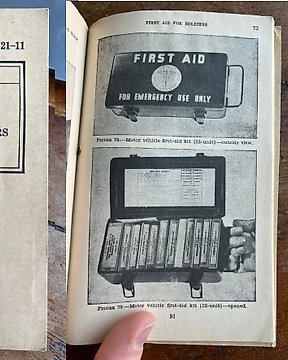 21-11
RS
FIRST AID FOR SOLDIERS
72
FIRST AID
FOR EMERGENCY USE ONLY
FIGURE 78.—Motor vehicle first-aid kit (12-unit)—outside view.
FIGURE 79.—Motor vehicle first-aid kit (12-unit)—opened.
91